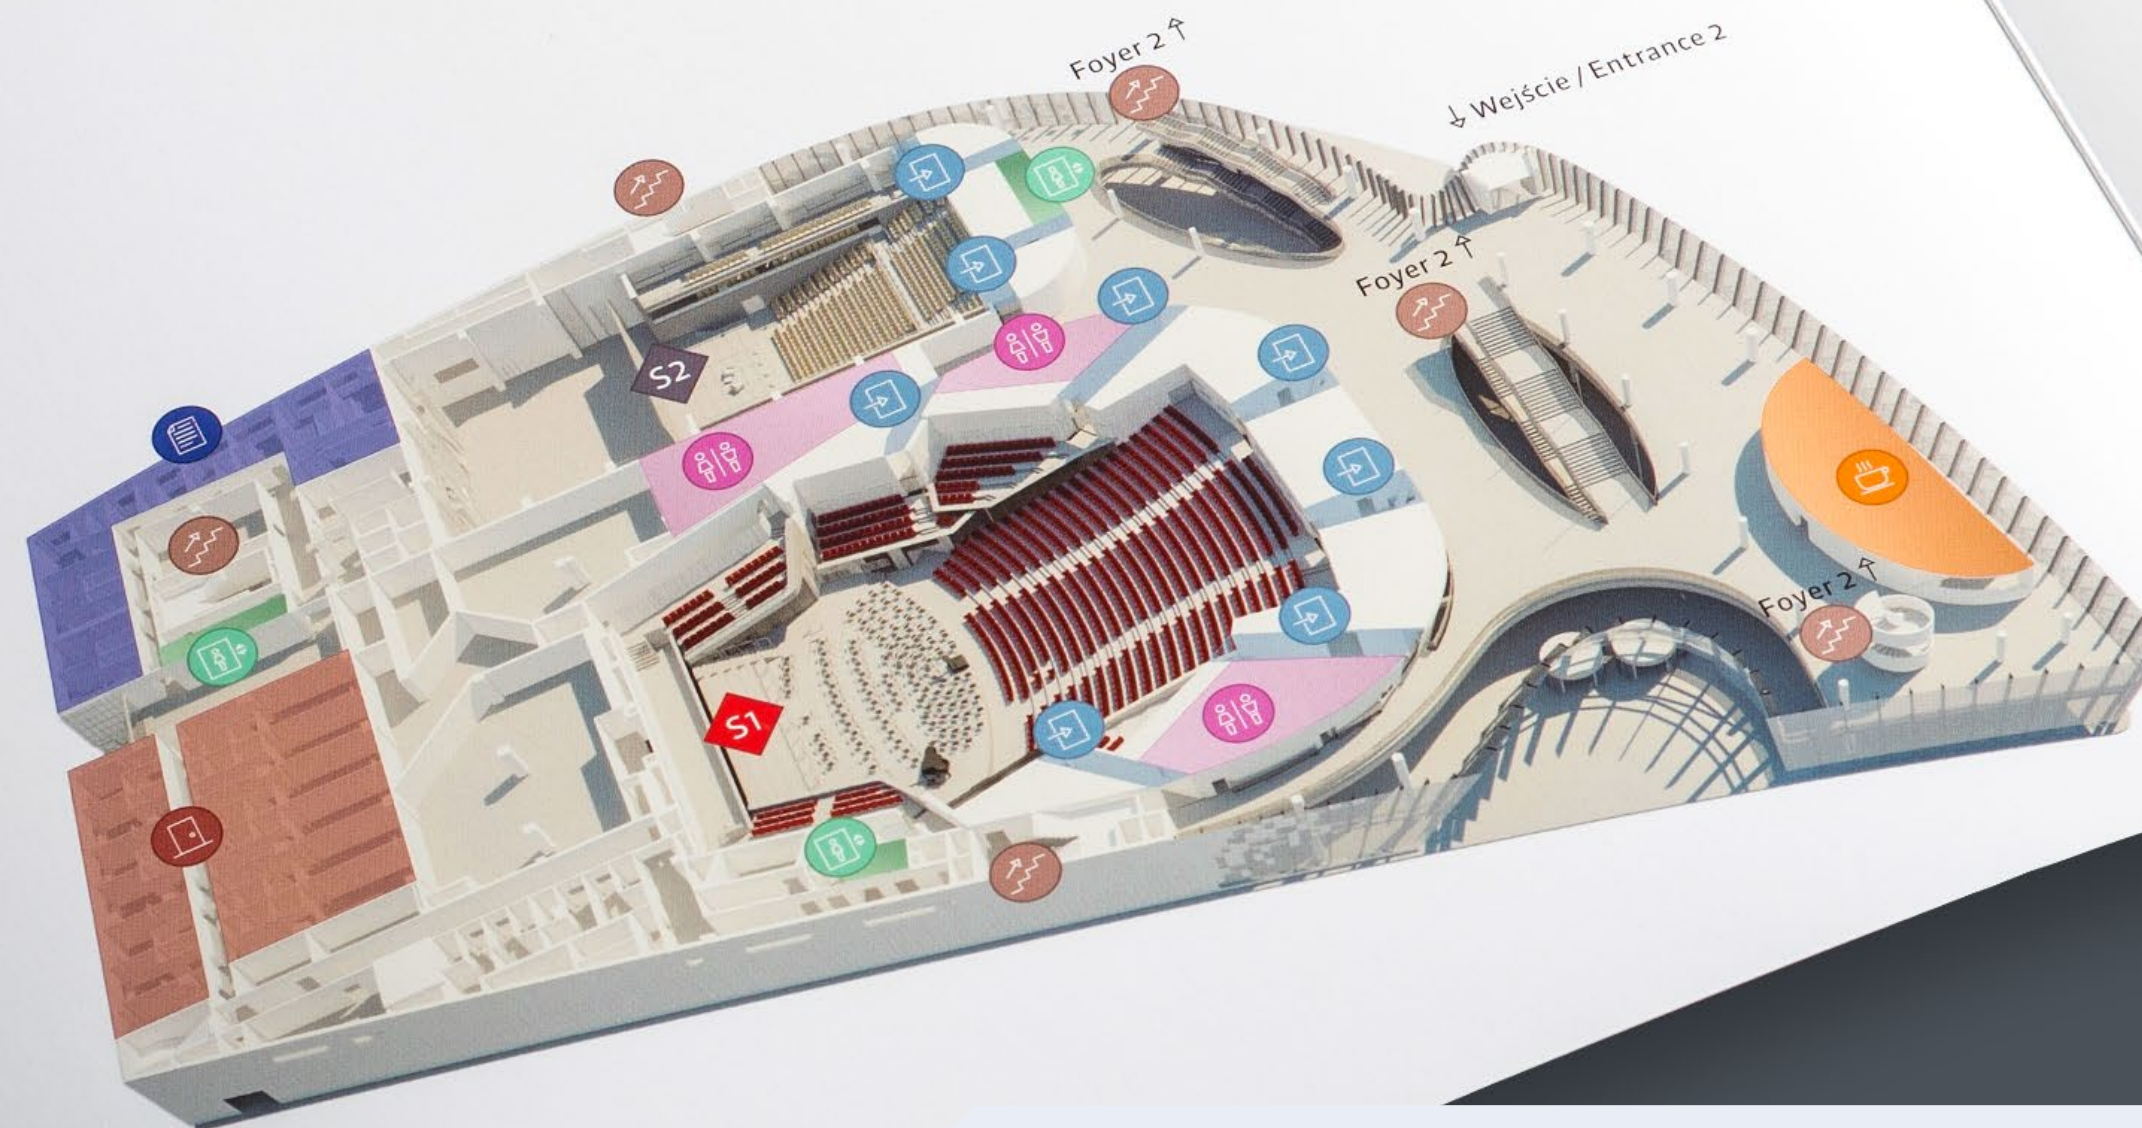 Foyer 2 ↑
↓ Wejście / Entrance 2
Foyer 2 ↑
S2
Foyer 2 ↑
S1